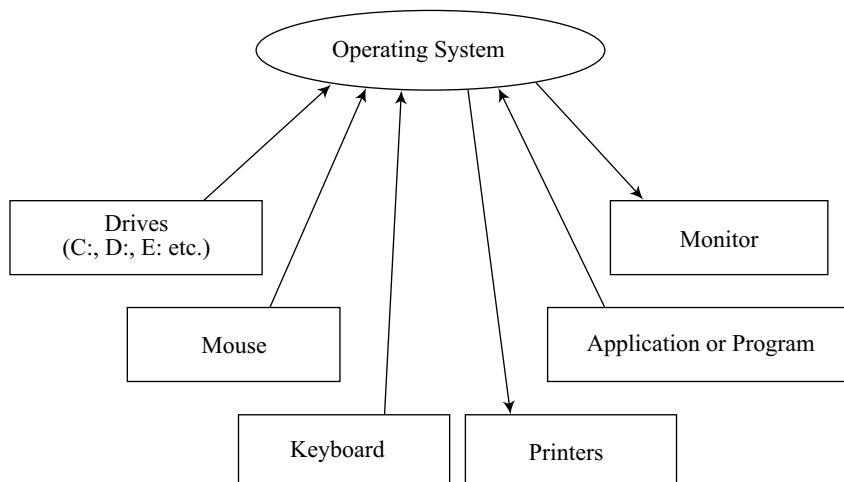 Operating System
Drives
(C:, D:, E: etc.)
Monitor
Mouse
Application or Program
Keyboard
Printers